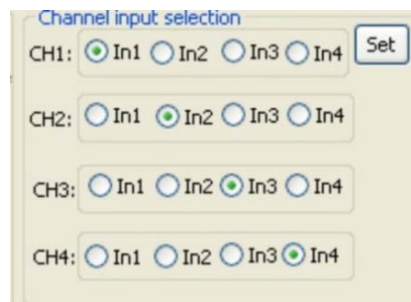 Channel input selection
CH1: In1 In2 In3 In4 Set
CH2: In1 In2 In3 In4
CH3: In1 In2 In3 In4
CH4: In1 In2 In3 In4